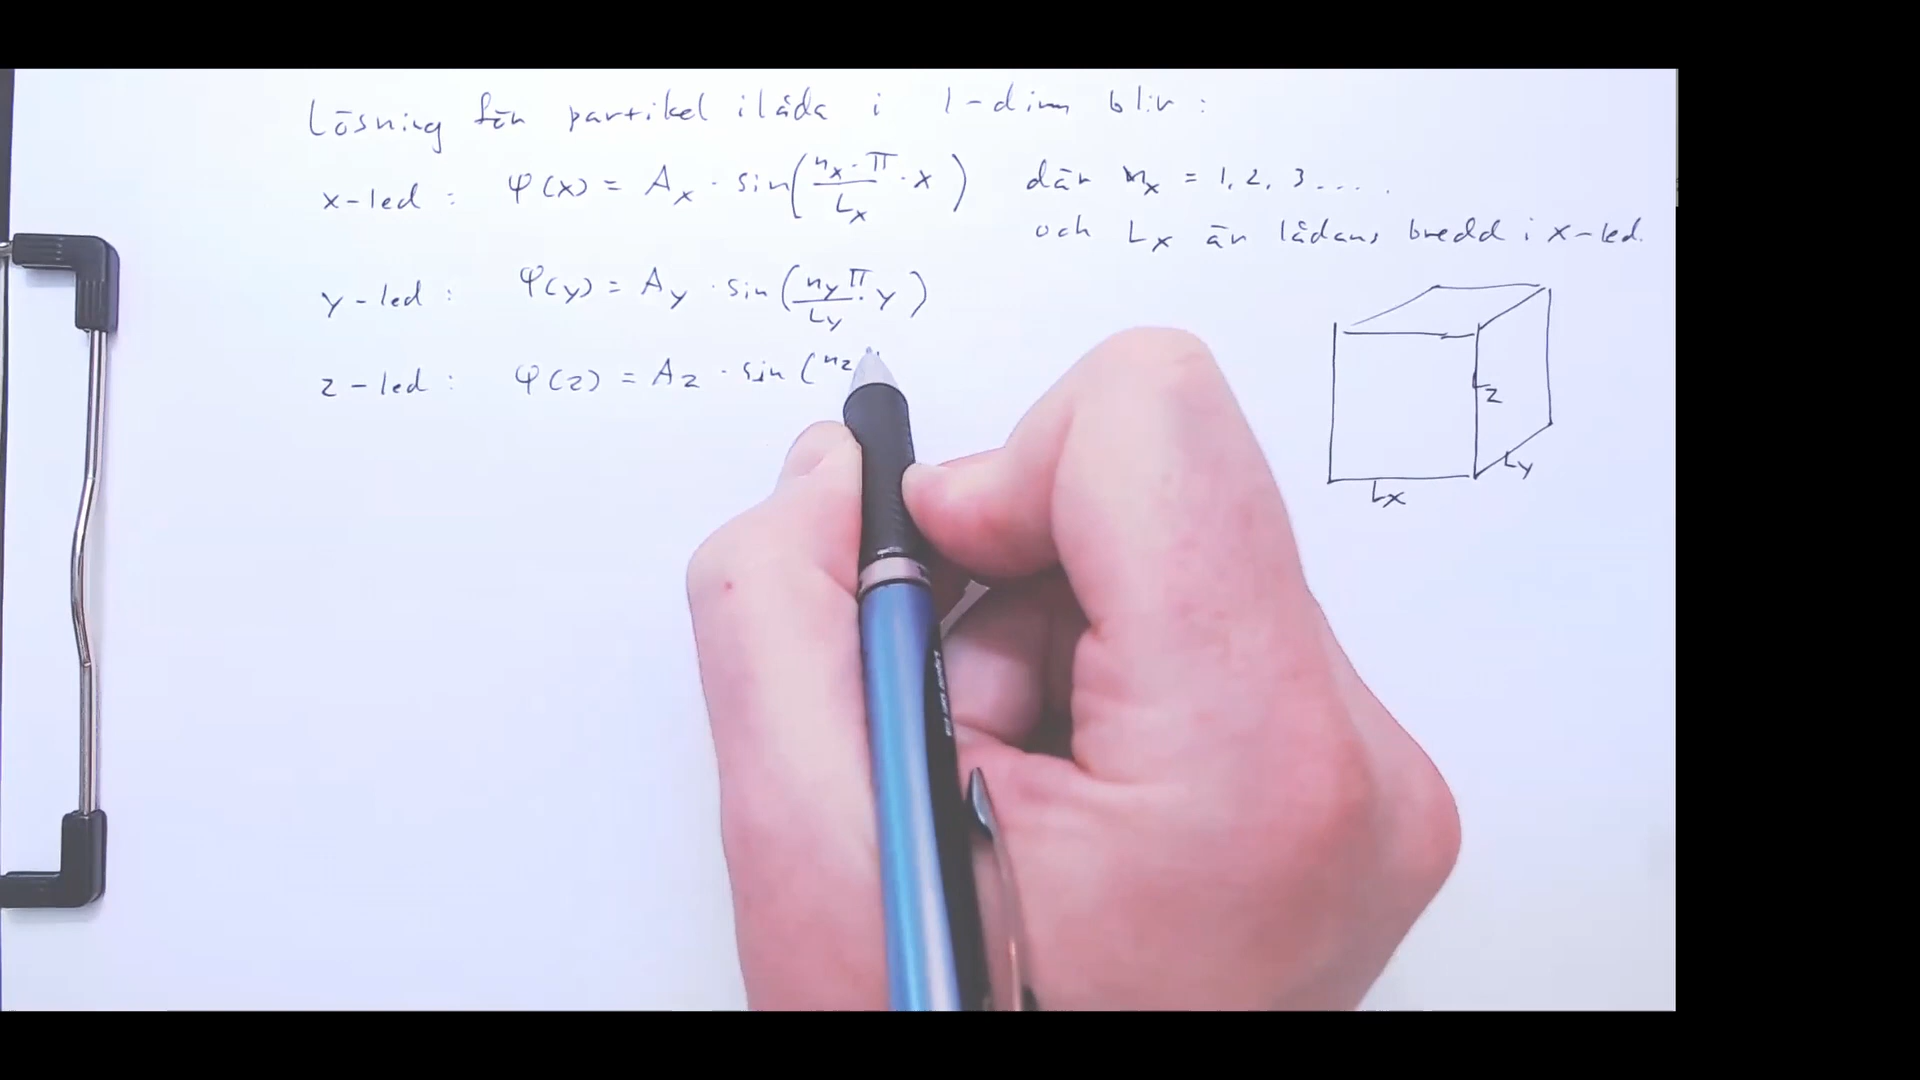 Lösning för partikel i låda i 1-dim blir:
x-led: φ(x) = Ax · sin(nx·π/Lx · x) där nx = 1, 2, 3....
och Lx är lådans bredd i x-led.
y-led: φ(y) = Ay · sin(nyπ/Ly · y)
z-led: φ(z) = Az · sin(nz
Lz
Ly
Lx